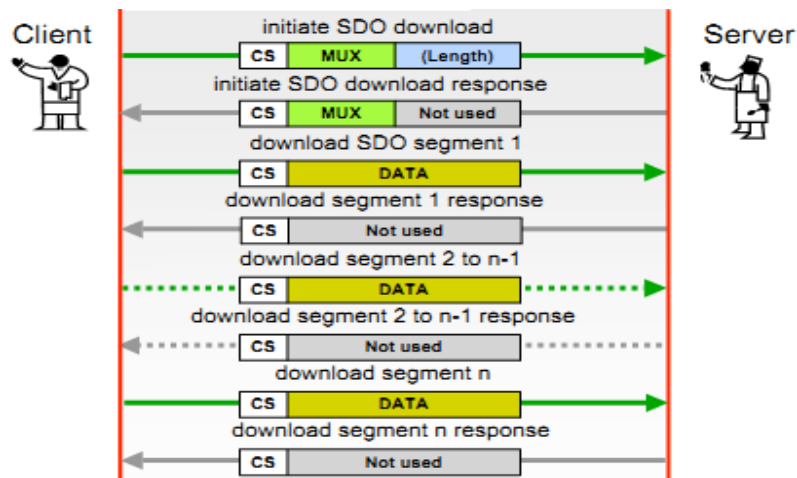 Client
Server
initiate SDO download
CS MUX (Length)
initiate SDO download response
CS MUX Not used
download SDO segment 1
CS DATA
download segment 1 response
CS Not used
download segment 2 to n-1
CS DATA
download segment 2 to n-1 response
CS Not used
download segment n
CS DATA
download segment n response
CS Not used